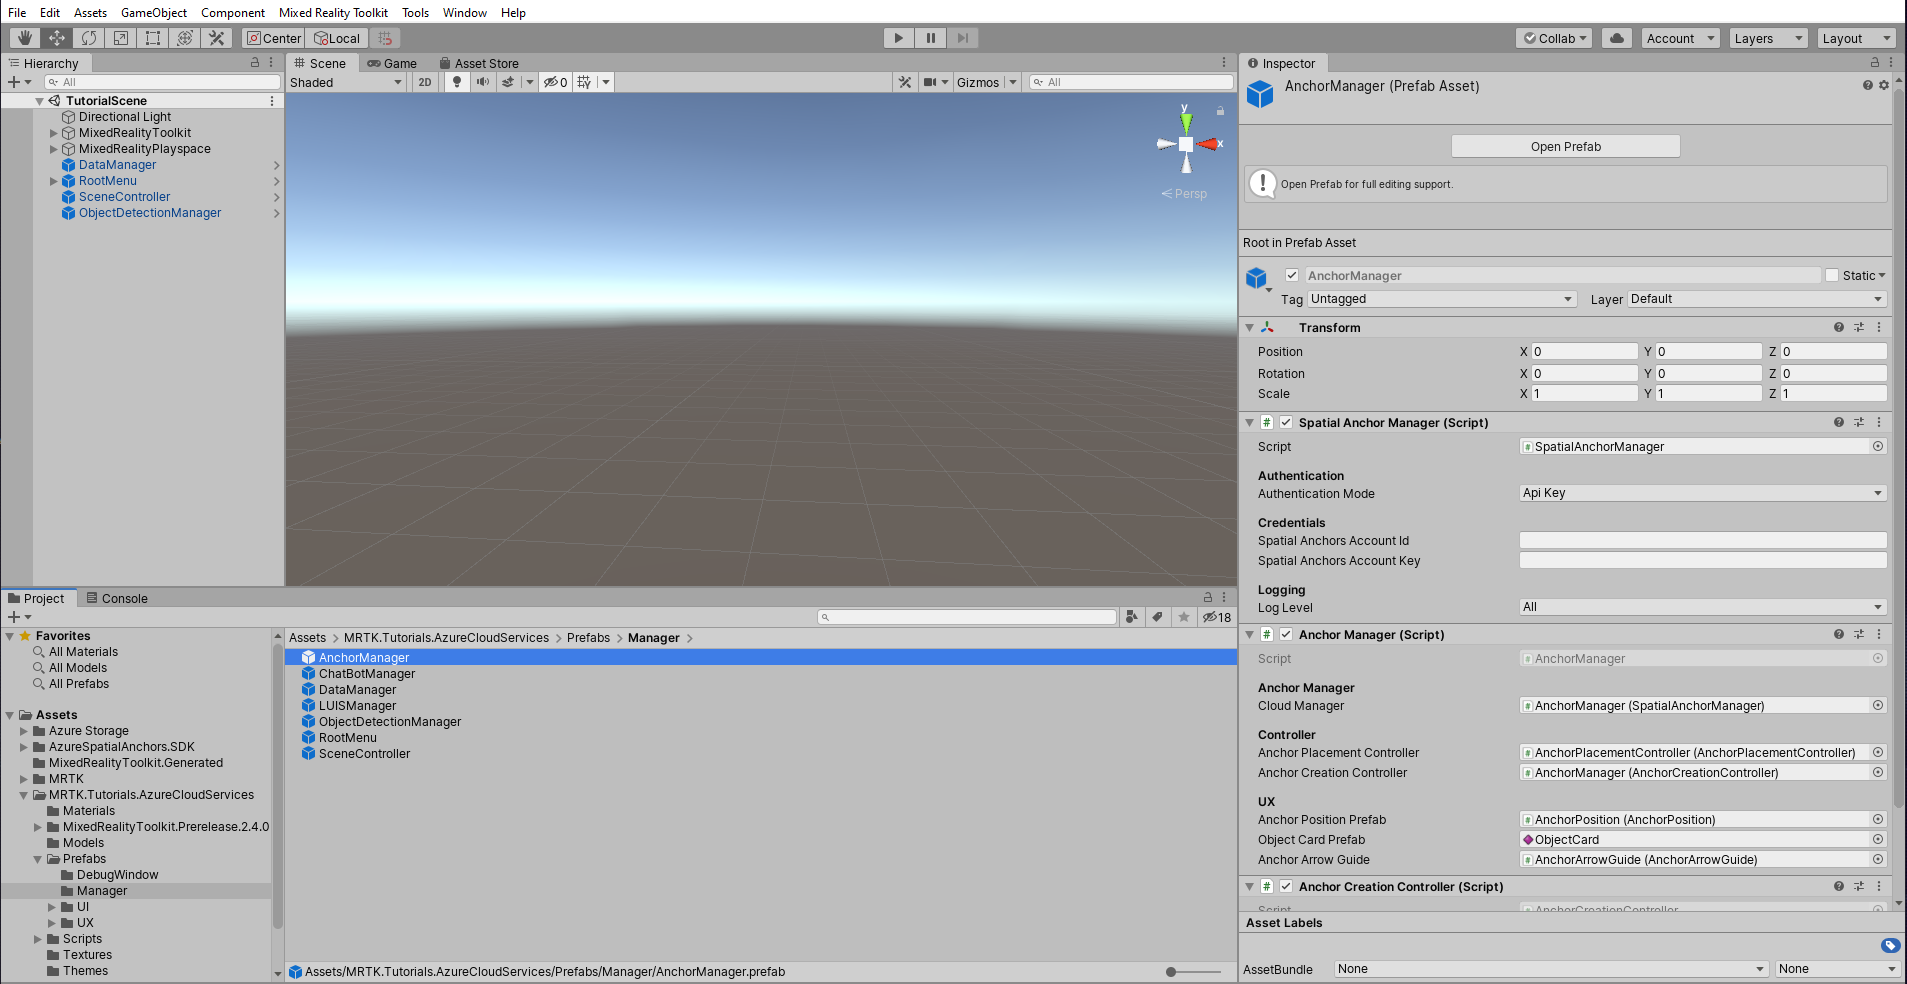 File Edit Assets GameObject Component Mixed Reality Toolkit Tools Window Help
Center Local Collab Account Layers Layout
Hierarchy
All
TutorialScene
Directional Light
MixedRealityToolkit
MixedRealityPlayspace
DataManager
RootMenu
SceneController
ObjectDetectionManager
Scene Game Asset Store
Shaded 2D 0 Gizmos All
y
x
Persp
Project Console
18
Favorites
All Materials
All Models
All Prefabs
Assets
Azure Storage
AzureSpatialAnchors.SDK
MixedRealityToolkit.Generated
MRTK
MRTK.Tutorials.AzureCloudServices
Materials
MixedRealityToolkit.Prerelease.2.4.0
Models
Prefabs
DebugWindow
Manager
UI
UX
Scripts
Textures
Themes
Assets > MRTK.Tutorials.AzureCloudServices > Prefabs > Manager >
AnchorManager
ChatBotManager
DataManager
LUISManager
ObjectDetectionManager
RootMenu
SceneController
Assets/MRTK.Tutorials.AzureCloudServices/Prefabs/Manager/AnchorManager.prefab
Inspector
AnchorManager (Prefab Asset)
Open Prefab
Open Prefab for full editing support.
Root in Prefab Asset
AnchorManager Static
Tag Untagged Layer Default
Transform
Position X 0 Y 0 Z 0
Rotation X 0 Y 0 Z 0
Scale X 1 Y 1 Z 1
# Spatial Anchor Manager (Script)
Script # SpatialAnchorManager
Authentication
Authentication Mode Api Key
Credentials
Spatial Anchors Account Id
Spatial Anchors Account Key
Logging
Log Level All
# Anchor Manager (Script)
Script # AnchorManager
Anchor Manager
Cloud Manager # AnchorManager (SpatialAnchorManager)
Controller
Anchor Placement Controller # AnchorPlacementController (AnchorPlacementController)
Anchor Creation Controller # AnchorManager (AnchorCreationController)
UX
Anchor Position Prefab # AnchorPosition (AnchorPosition)
Object Card Prefab ObjectCard
Anchor Arrow Guide # AnchorArrowGuide (AnchorArrowGuide)
# Anchor Creation Controller (Script)
Script # AnchorCreationController
Asset Labels
AssetBundle None None